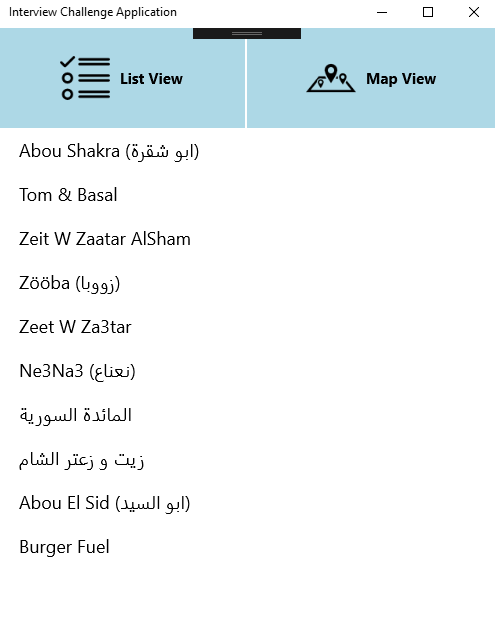 Interview Challenge Application
List View
Map View
Abou Shakra (ابو شقرة)
Tom & Basal
Zeit W Zaatar AlSham
Zööba (زووبا)
Zeet W Za3tar
Ne3Na3 (نعناع)
المائدة السورية
زيت و زعتر الشام
Abou El Sid (ابو السيد)
Burger Fuel